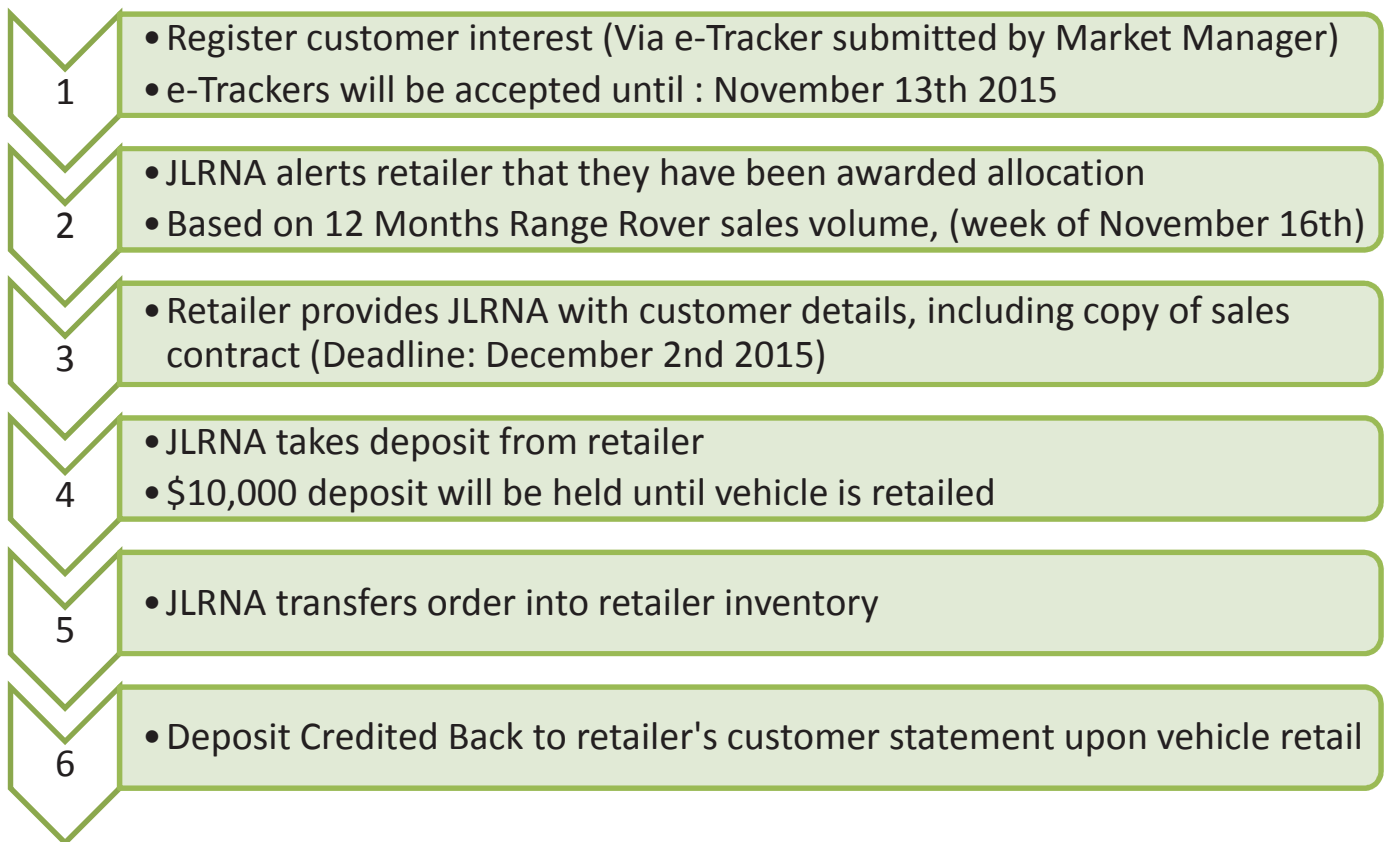 1
• Register customer interest (Via e-Tracker submitted by Market Manager)
• e-Trackers will be accepted until : November 13th 2015
2
• JLRNA alerts retailer that they have been awarded allocation
• Based on 12 Months Range Rover sales volume, (week of November 16th)
3
• Retailer provides JLRNA with customer details, including copy of sales
contract (Deadline: December 2nd 2015)
4
• JLRNA takes deposit from retailer
• $10,000 deposit will be held until vehicle is retailed
5
• JLRNA transfers order into retailer inventory
6
• Deposit Credited Back to retailer's customer statement upon vehicle retail